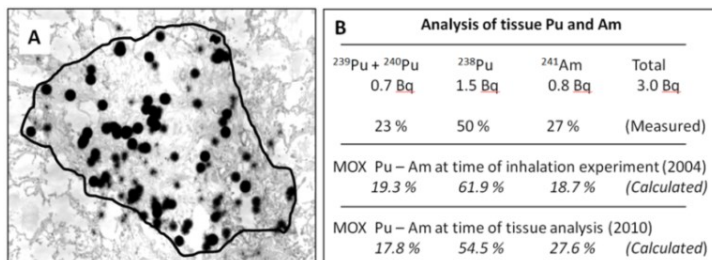 A
B
Analysis of tissue Pu and Am
²³⁹Pu + ²⁴⁰Pu ²³⁸Pu ²⁴¹Am Total
0.7 Bq 1.5 Bq 0.8 Bq 3.0 Bq
23 % 50 % 27 % (Measured)
MOX Pu – Am at time of inhalation experiment (2004)
19.3 % 61.9 % 18.7 % (Calculated)
MOX Pu – Am at time of tissue analysis (2010)
17.8 % 54.5 % 27.6 % (Calculated)